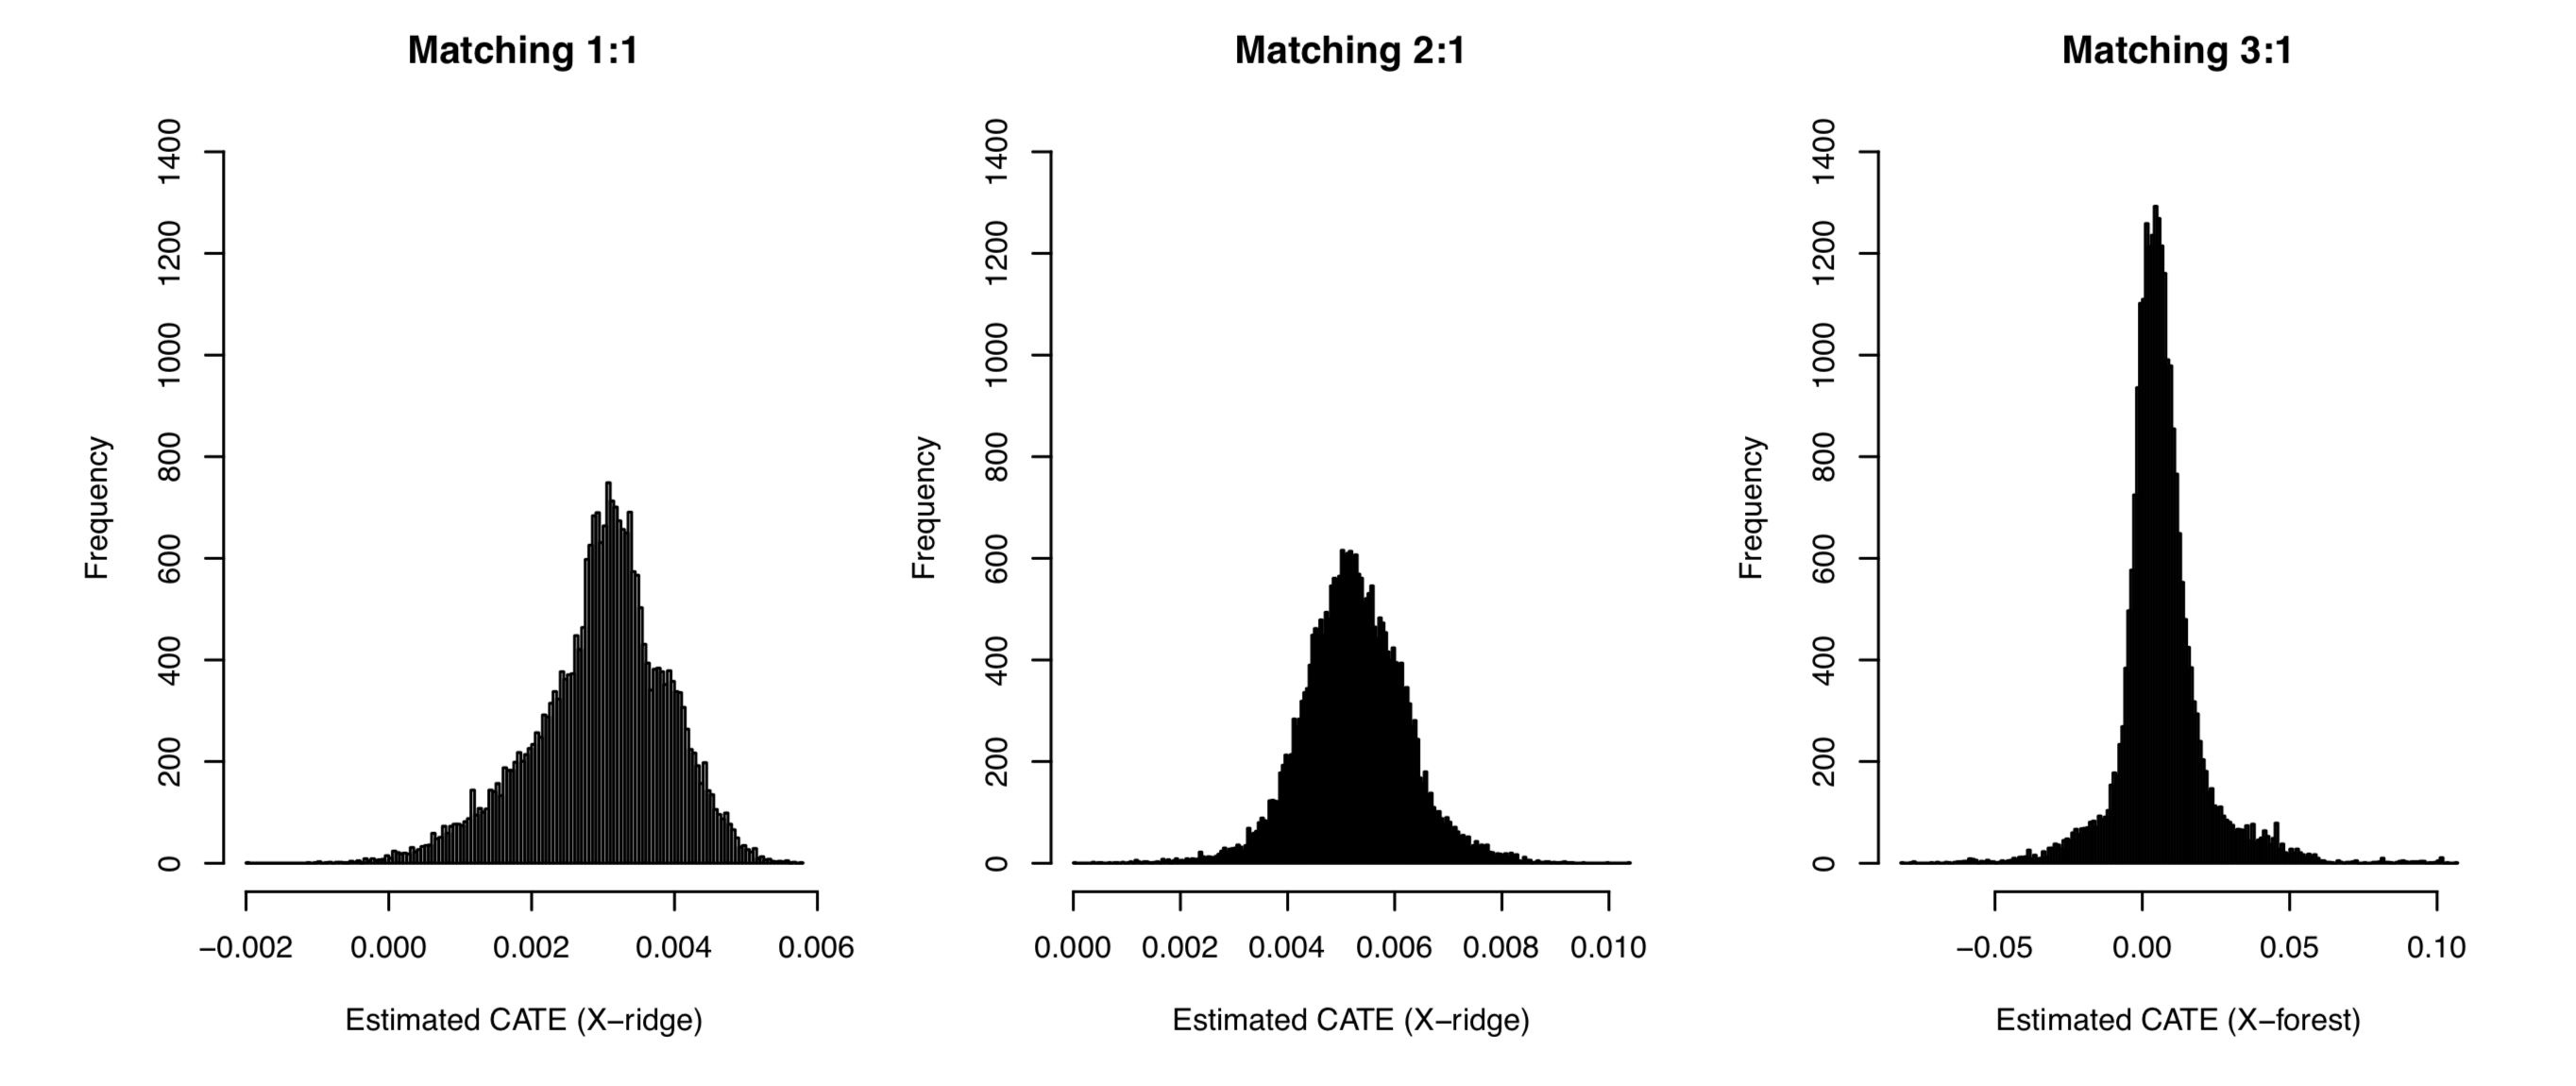 Matching 1:1
Frequency
1400
1200
1000
800
600
400
200
0
−0.002 0.000 0.002 0.004 0.006
Estimated CATE (X−ridge)
Matching 2:1
Frequency
1400
1200
1000
800
600
400
200
0
0.000 0.002 0.004 0.006 0.008 0.010
Estimated CATE (X−ridge)
Matching 3:1
Frequency
1400
1200
1000
800
600
400
200
0
−0.05 0.00 0.05 0.10
Estimated CATE (X−forest)